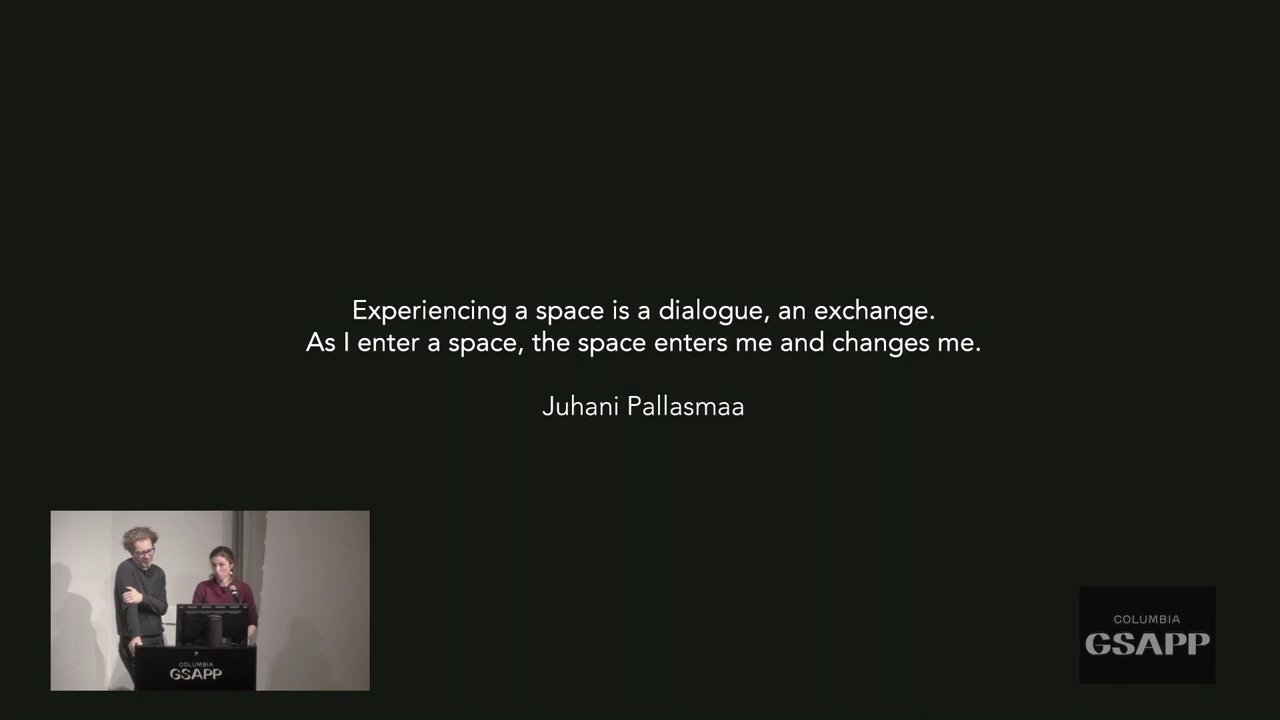 Experiencing a space is a dialogue, an exchange.
As I enter a space, the space enters me and changes me.
Juhani Pallasmaa
COLUMBIA
GSAPP
COLUMBIA
GSAPP